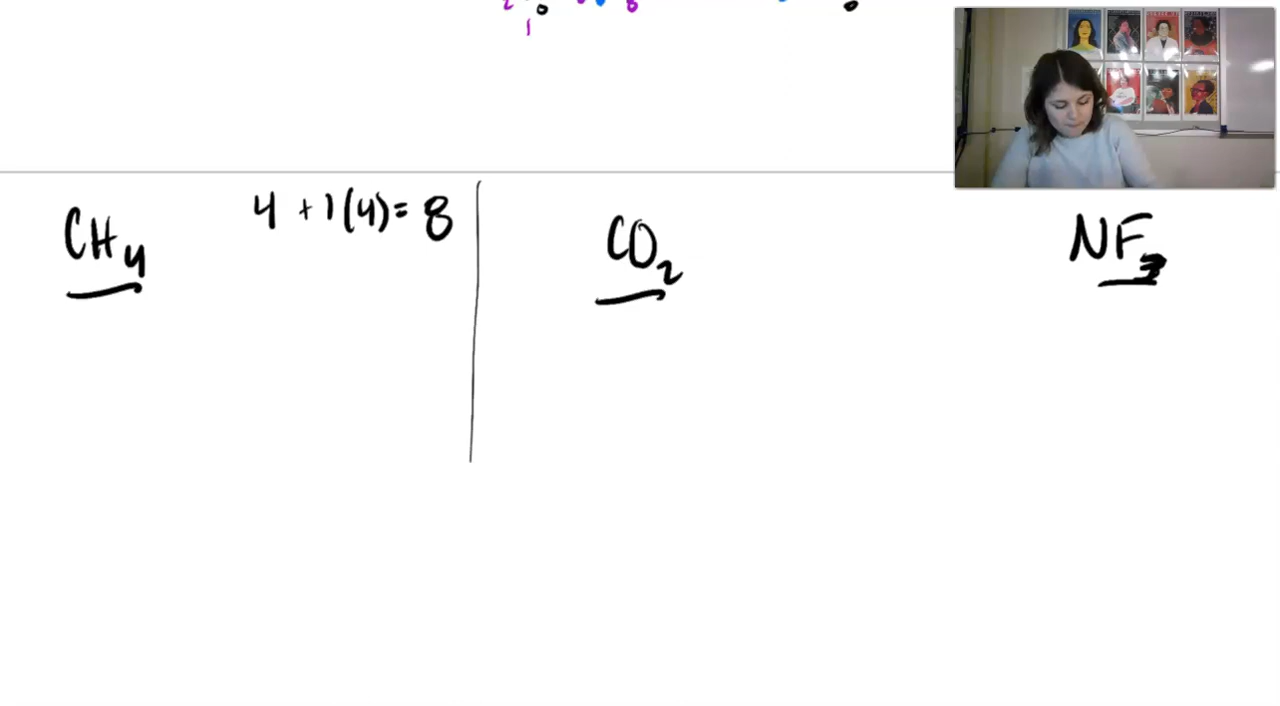 CH₄ 4 + 1(4) = 8
CO₂
NF₃